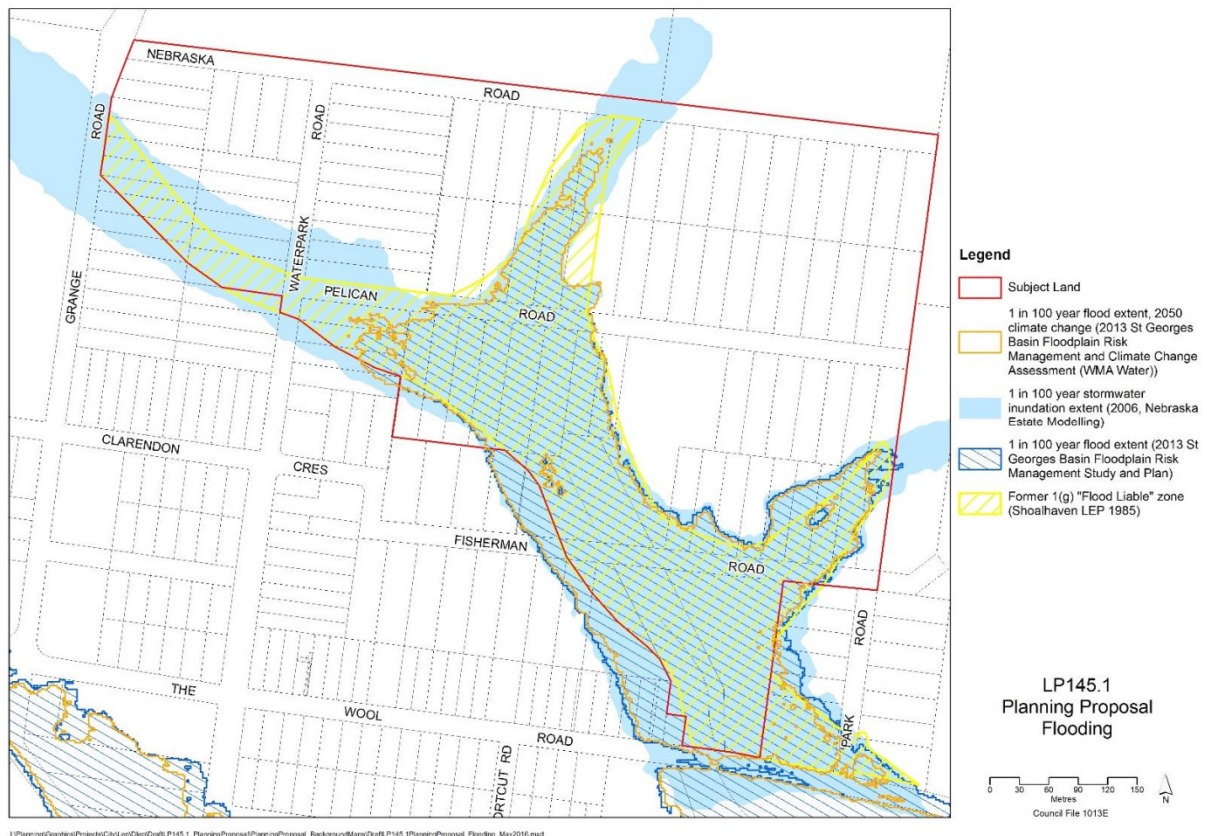 NEBRASKA
ROAD
ROAD
ROAD
WATERPARK
PELICAN
ROAD
GRANGE
CLARENDON
CRES
FISHERMAN
ROAD
ROAD
PARK
THE
WOOL
ROAD
ORTCUT RD
Legend
Subject Land
1 in 100 year flood extent, 2050
climate change (2013 St Georges
Basin Floodplain Risk
Management and Climate Change
Assessment (WMA Water))
1 in 100 year stormwater
inundation extent (2006, Nebraska
Estate Modelling)
1 in 100 year flood extent (2013 St
Georges Basin Floodplain Risk
Management Study and Plan)
Former 1(g) "Flood Liable" zone
(Shoalhaven LEP 1985)
LP145.1
Planning Proposal
Flooding
0 30 60 90 120 150
Metres
N
Council File 1013E